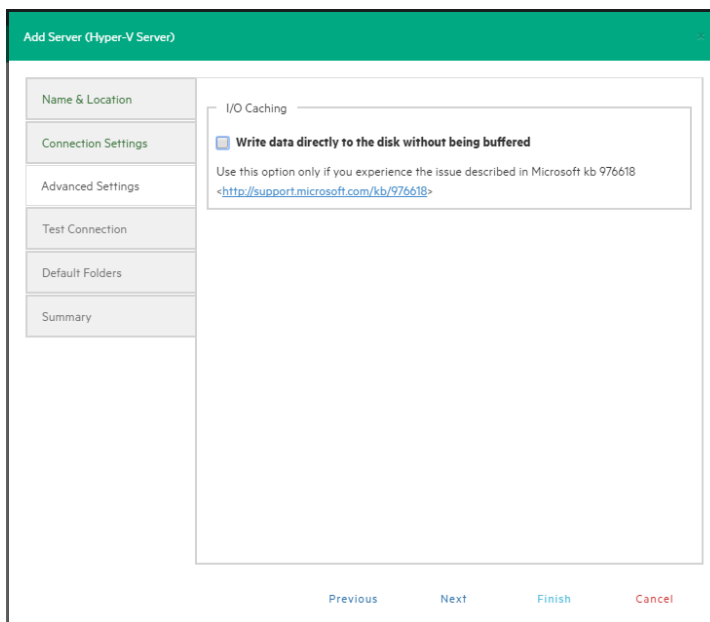 Add Server (Hyper-V Server)
Name & Location
Connection Settings
Advanced Settings
Test Connection
Default Folders
Summary
I/O Caching
Write data directly to the disk without being buffered
Use this option only if you experience the issue described in Microsoft kb 976618
<http://support.microsoft.com/kb/976618>
Previous Next Finish Cancel